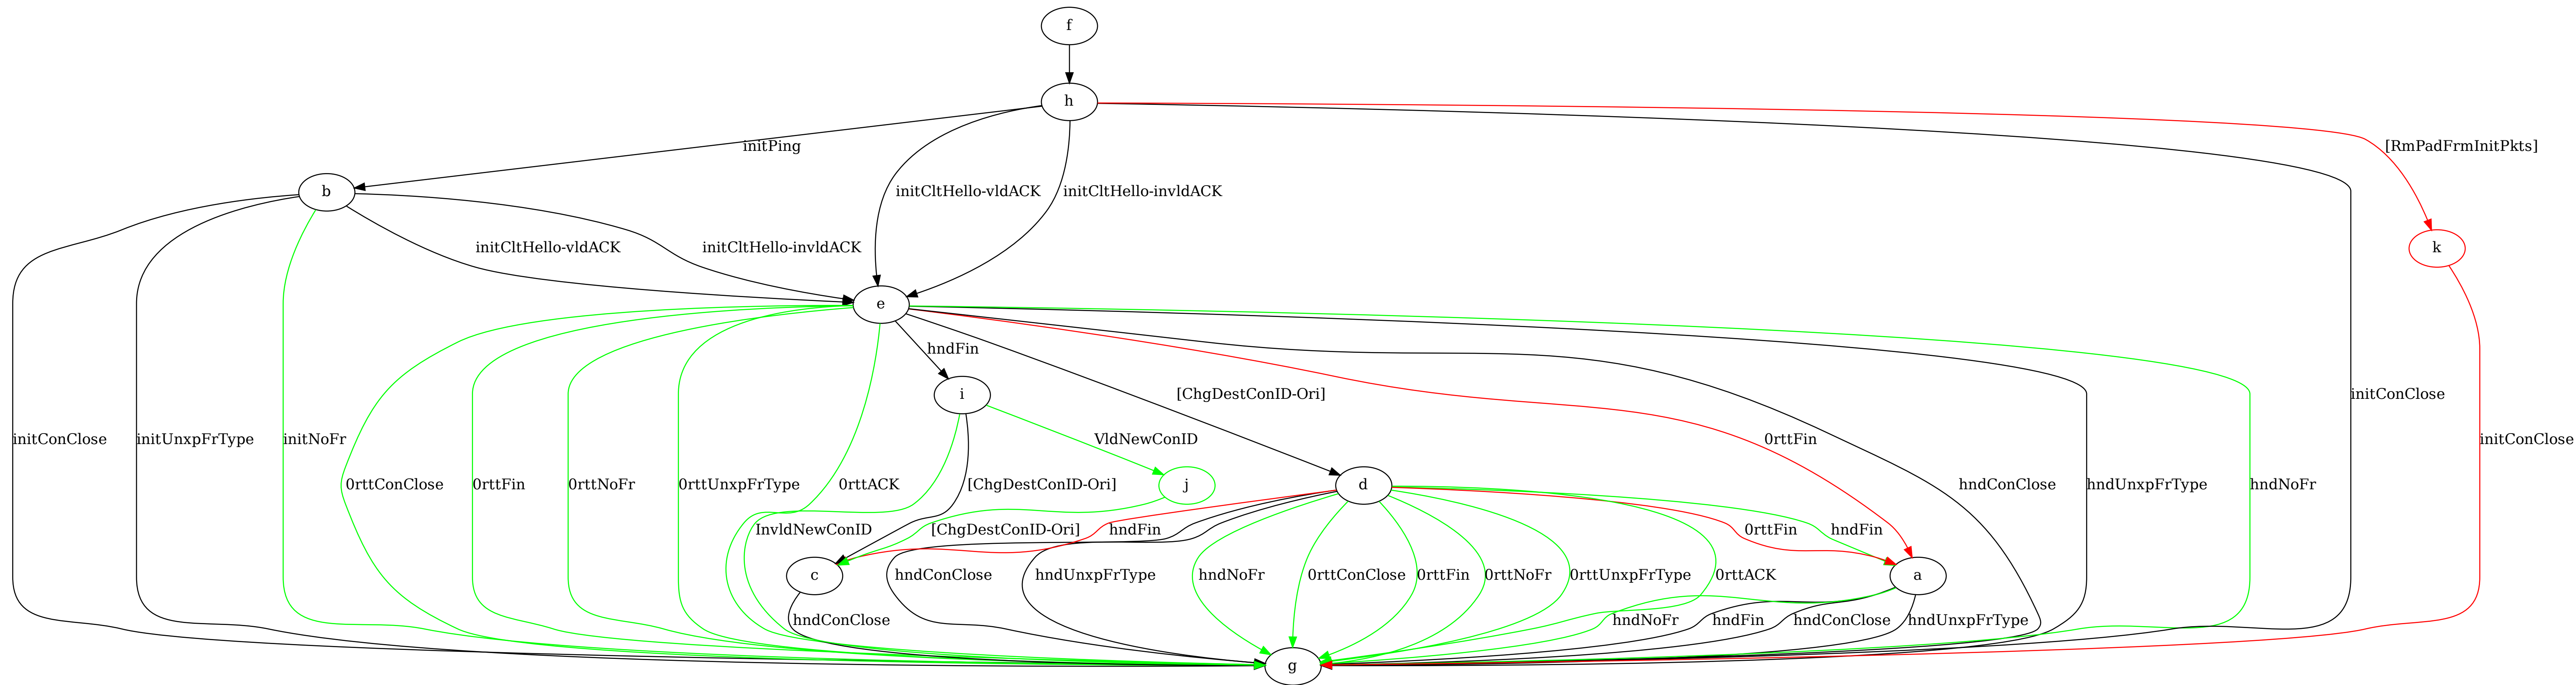 f
h
initPing
[RmPadFrmInitPkts]
b
initCltHello-vldACK
initCltHello-invldACK
initCltHello-vldACK
initCltHello-invldACK
k
e
hndFin
i
[ChgDestConID-Ori]
initConClose
initConClose
initUnxpFrType
initNoFr
VldNewConID
0rttFin
initConClose
0rttConClose
0rttFin
0rttNoFr
0rttUnxpFrType
0rttACK
[ChgDestConID-Ori]
j
d
hndConClose
hndUnxpFrType
hndNoFr
InvldNewConID
[ChgDestConID-Ori]
hndFin
0rttFin
hndFin
c
hndConClose
hndUnxpFrType
hndNoFr
0rttConClose
0rttFin
0rttNoFr
0rttUnxpFrType
0rttACK
a
hndConClose
hndNoFr
hndFin
hndConClose
hndUnxpFrType
g